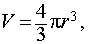 V = 4/3 πr³,